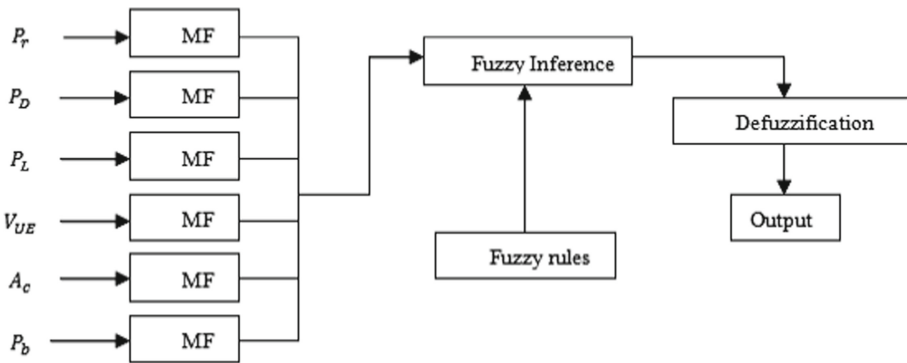 P_r MF
P_D MF
P_L MF
V_UE MF
A_c MF
P_b MF
Fuzzy Inference
Fuzzy rules
Defuzzification
Output